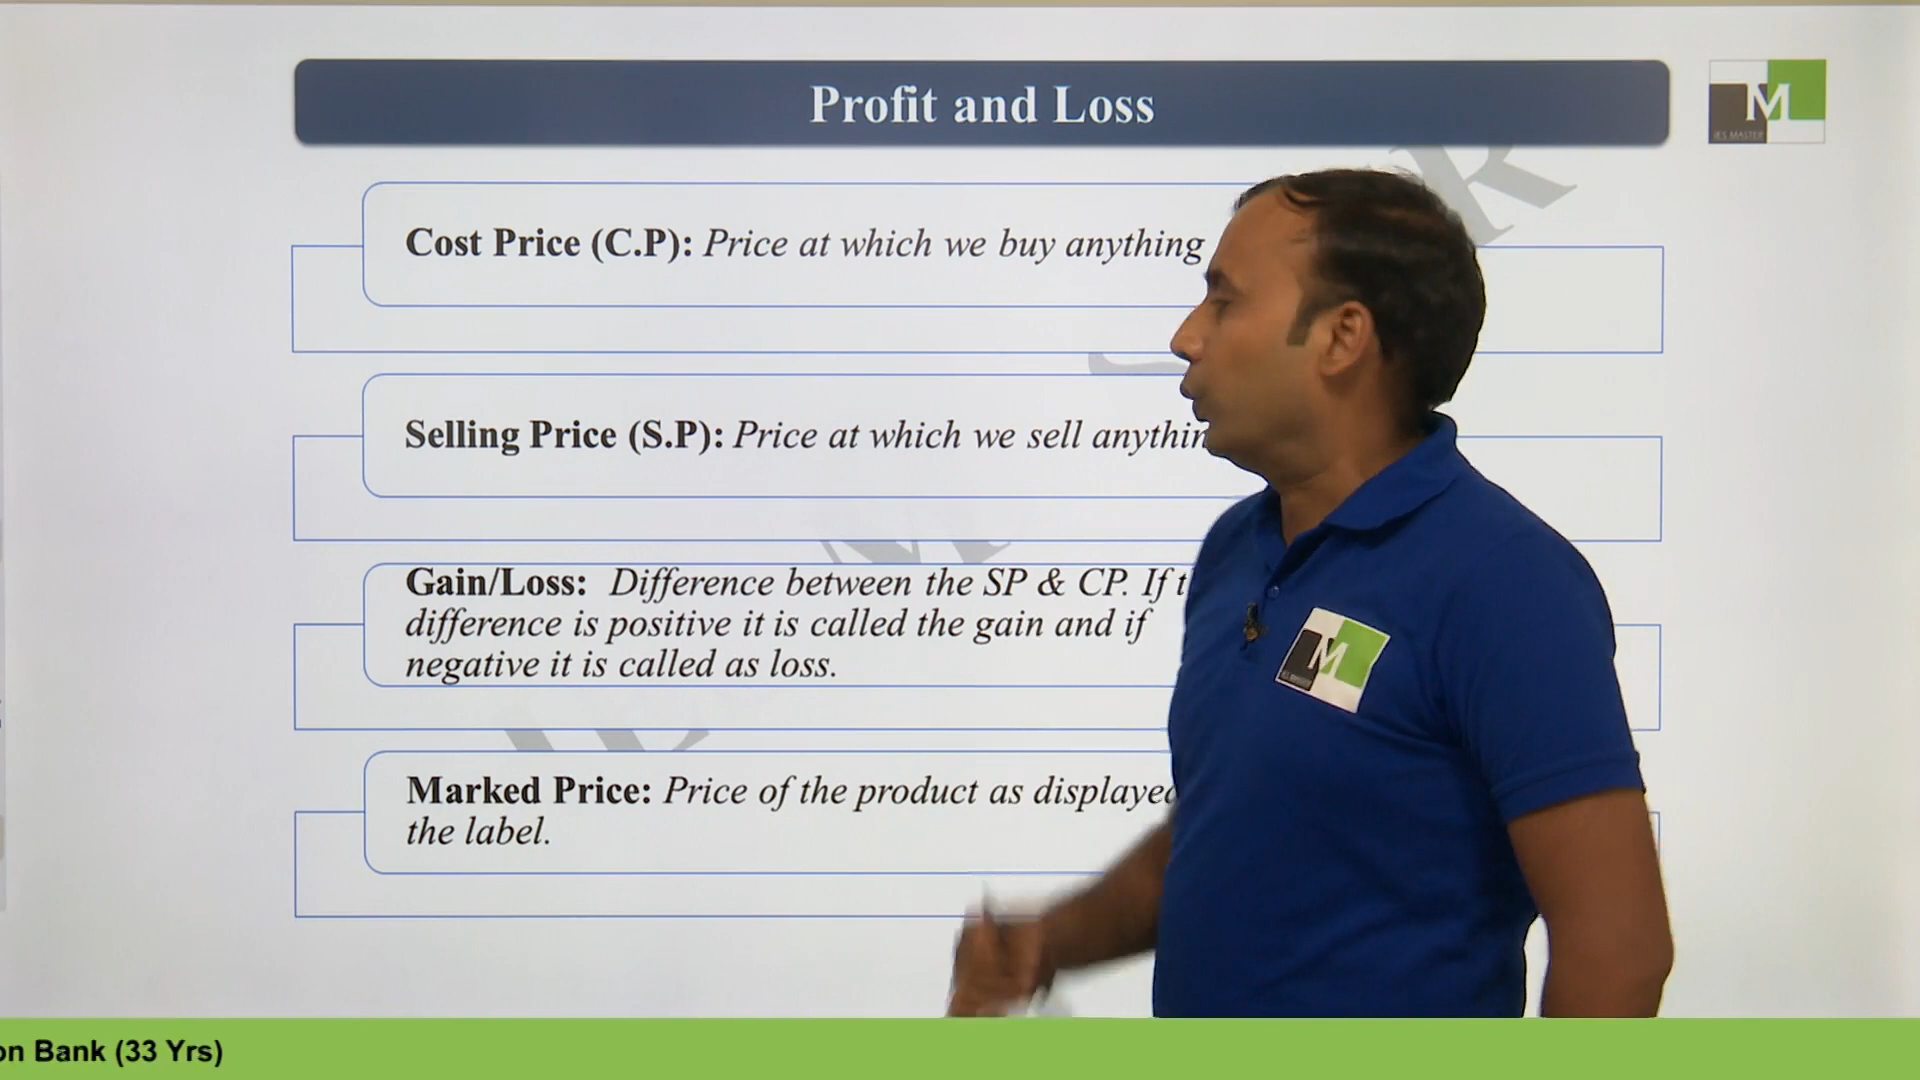 Profit and Loss
M
IES MASTER
Cost Price (C.P): Price at which we buy anything
Selling Price (S.P): Price at which we sell
Gain/Loss: Difference between the SP & CP. If
difference is positive it is called the gain and if
negative it is called as loss.
Marked Price: Price of the product as displayed
the label.
M
IES MASTER
on Bank (33 Yrs)